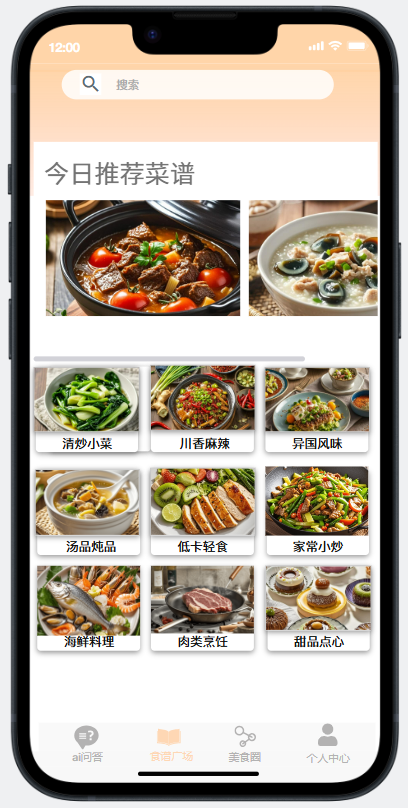 12:00
搜索
今日推荐菜谱
清炒小菜
川香麻辣
异国风味
汤品炖品
低卡轻食
家常小炒
海鲜料理
肉类烹饪
甜品点心
ai问答
食谱广场
美食圈
个人中心